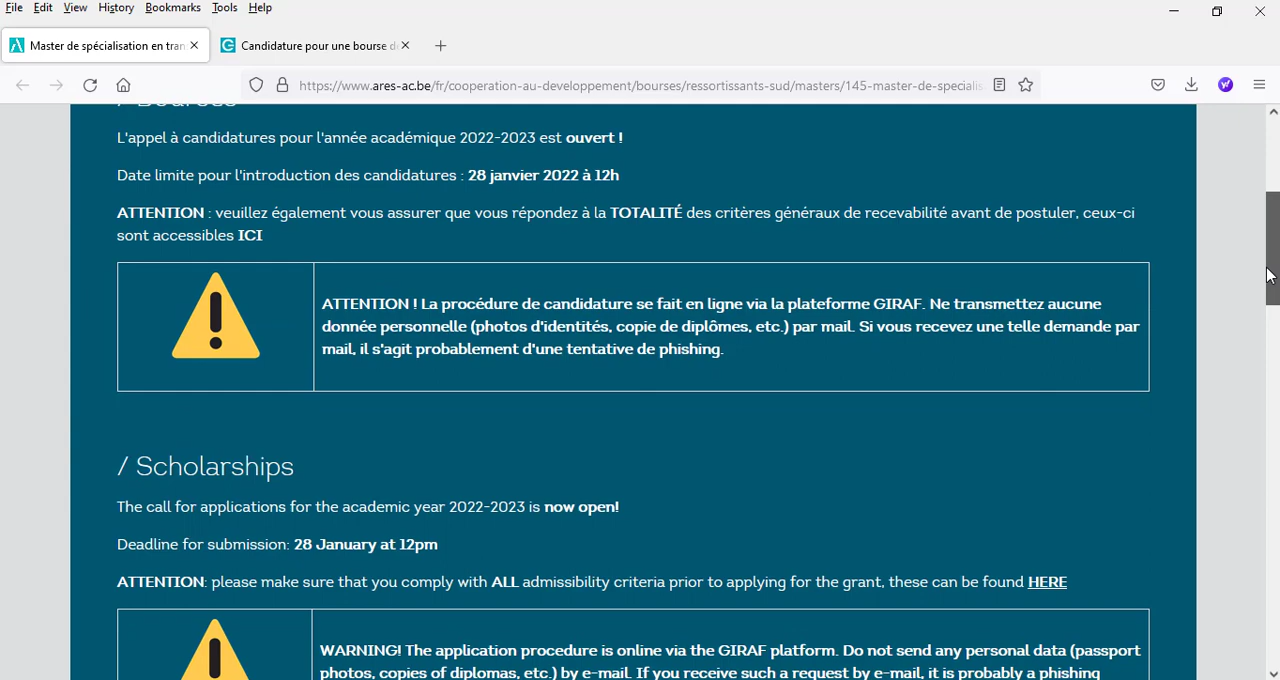 File Edit View History Bookmarks Tools Help
Master de spécialisation en tran
Candidature pour une bourse d
https://www.ares-ac.be/fr/cooperation-au-developpement/bourses/ressortissants-sud/masters/145-master-de-specialis
/ Bourses
L'appel à candidatures pour l'année académique 2022-2023 est ouvert !
Date limite pour l'introduction des candidatures : 28 janvier 2022 à 12h
ATTENTION : veuillez également vous assurer que vous répondez à la TOTALITÉ des critères généraux de recevabilité avant de postuler, ceux-ci
sont accessibles ICI
ATTENTION ! La procédure de candidature se fait en ligne via la plateforme GIRAF. Ne transmettez aucune
donnée personnelle (photos d'identités, copie de diplômes, etc.) par mail. Si vous recevez une telle demande par
mail, il s'agit probablement d'une tentative de phishing.
/ Scholarships
The call for applications for the academic year 2022-2023 is now open!
Deadline for submission: 28 January at 12pm
ATTENTION: please make sure that you comply with ALL admissibility criteria prior to applying for the grant, these can be found HERE
WARNING! The application procedure is online via the GIRAF platform. Do not send any personal data (passport
photos, copies of diplomas, etc.) by e-mail. If you receive such a request by e-mail, it is probably a phishing